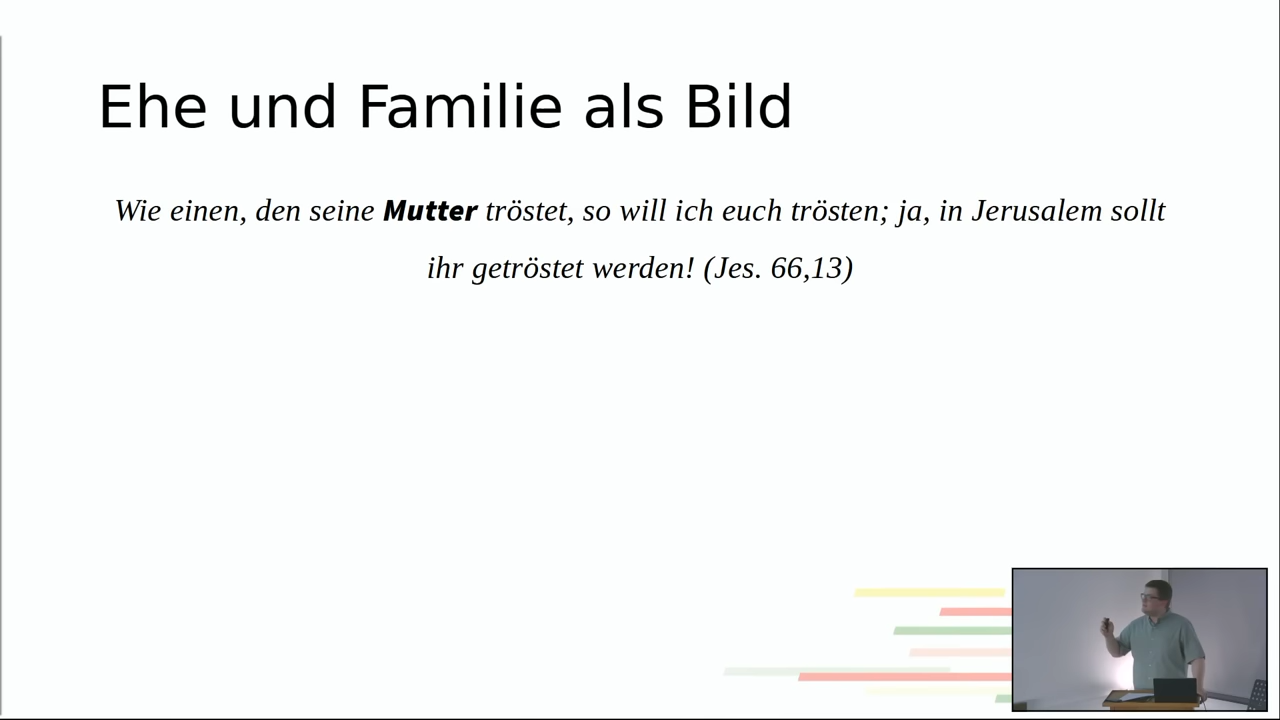 Ehe und Familie als Bild
Wie einen, den seine Mutter tröstet, so will ich euch trösten; ja, in Jerusalem sollt
ihr getröstet werden! (Jes. 66,13)